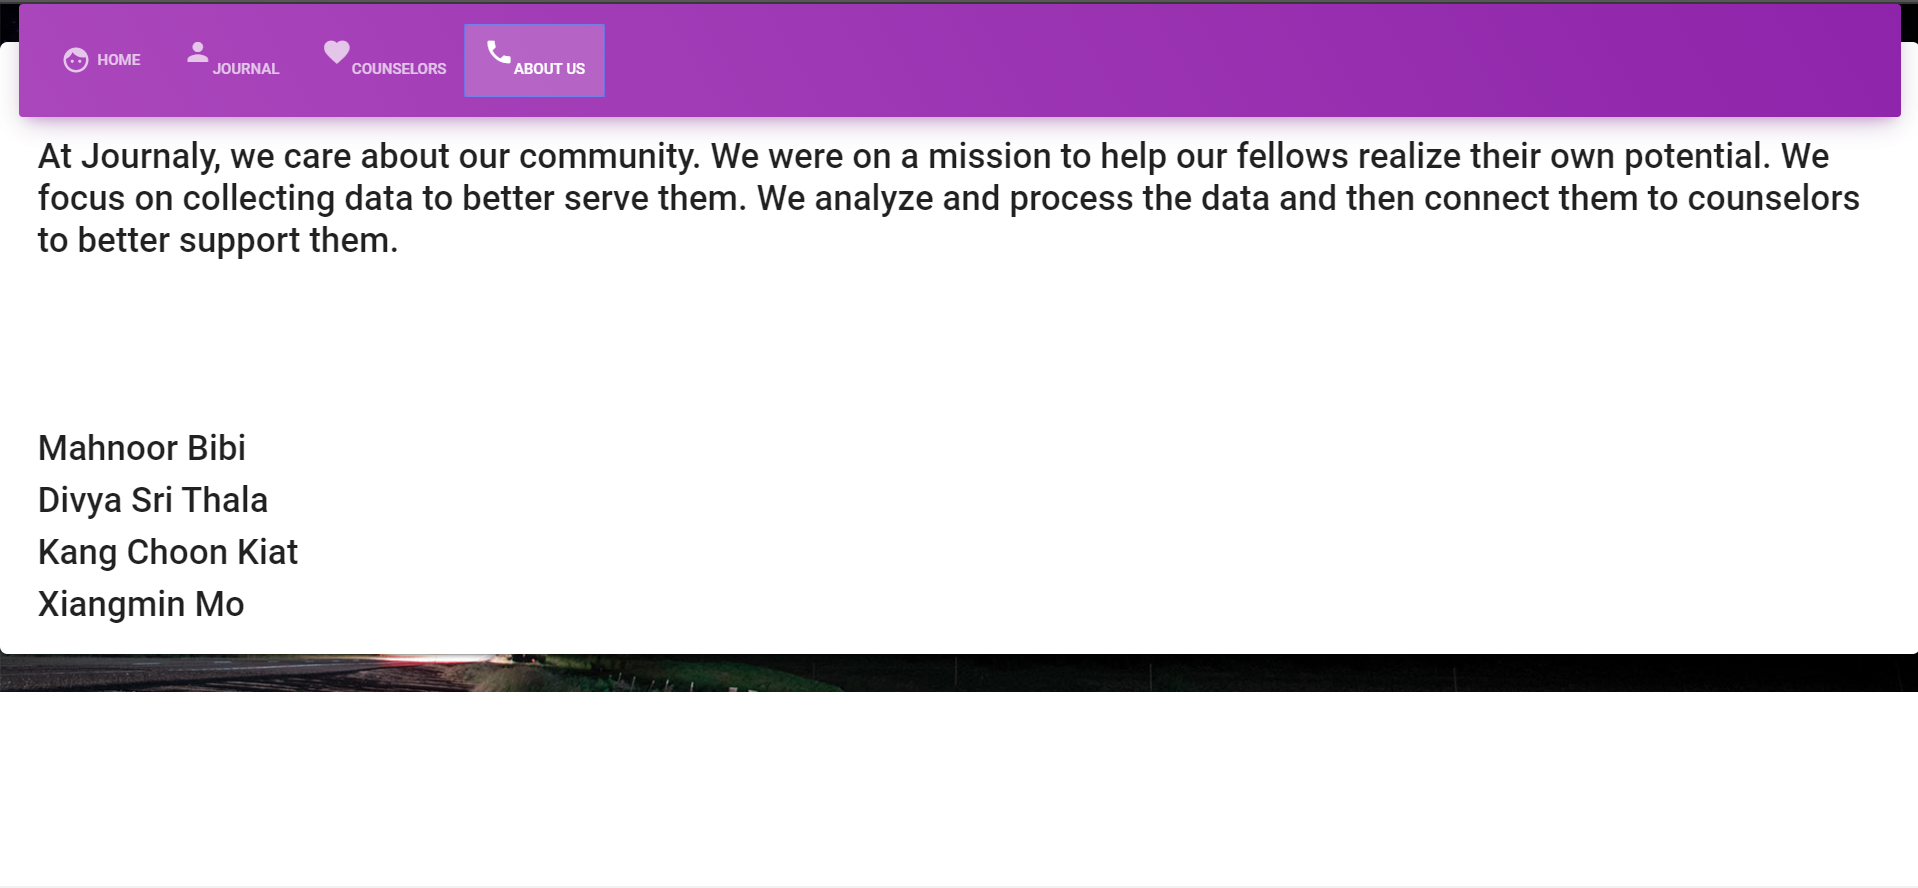 HOME JOURNAL COUNSELORS ABOUT US
At Journaly, we care about our community. We were on a mission to help our fellows realize their own potential. We
focus on collecting data to better serve them. We analyze and process the data and then connect them to counselors
to better support them.
Mahnoor Bibi
Divya Sri Thala
Kang Choon Kiat
Xiangmin Mo